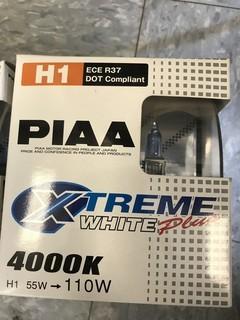 H1
ECE R37
DOT Compliant
PIAA
PIAA MOTOR RACING PROJECT JAPAN
PRIDE AND CONFIDENCE IN PEOPLE AND PRODUCTS
XTREME
WHITE Plus
4000K
H1 55W → 110W